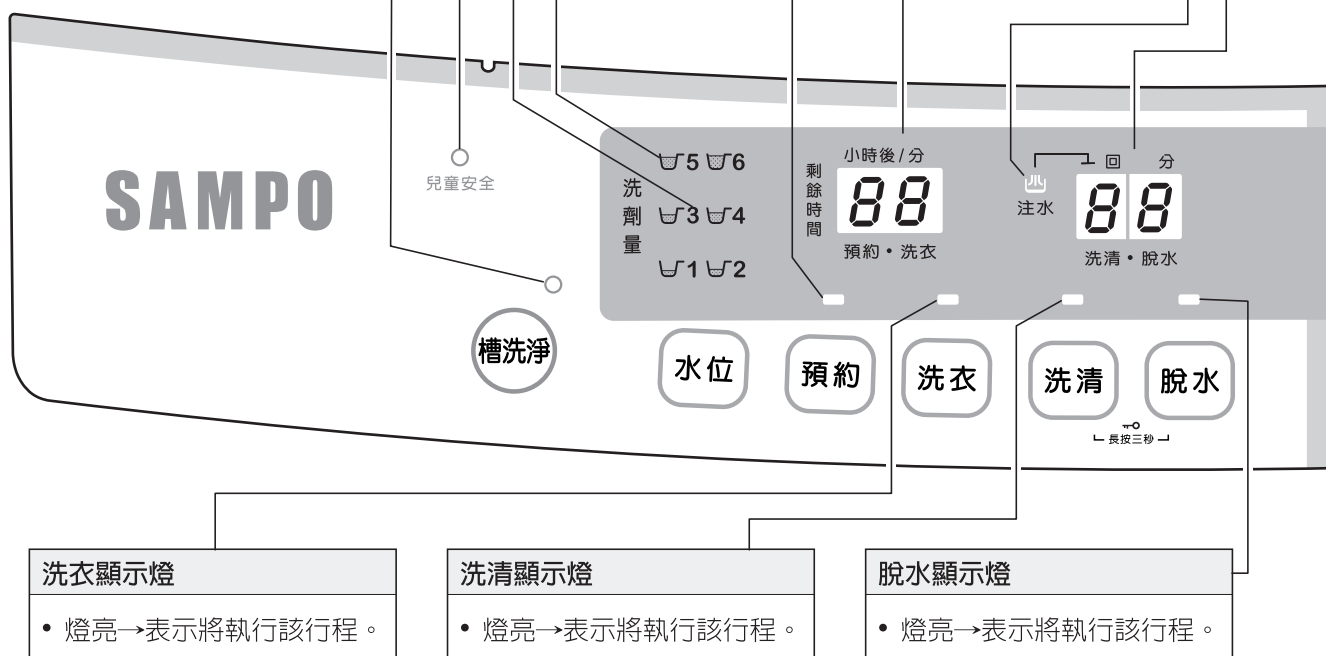 SAMPO
兒童安全
槽洗淨
洗劑量
5 6
3 4
1 2
剩餘時間
小時後/分
88
預約•洗衣
注水
回 分
88
洗清•脫水
水位
預約
洗衣
洗清
脫水
長按三秒
洗衣顯示燈
• 燈亮→表示將執行該行程。
洗清顯示燈
• 燈亮→表示將執行該行程。
脫水顯示燈
• 燈亮→表示將執行該行程。